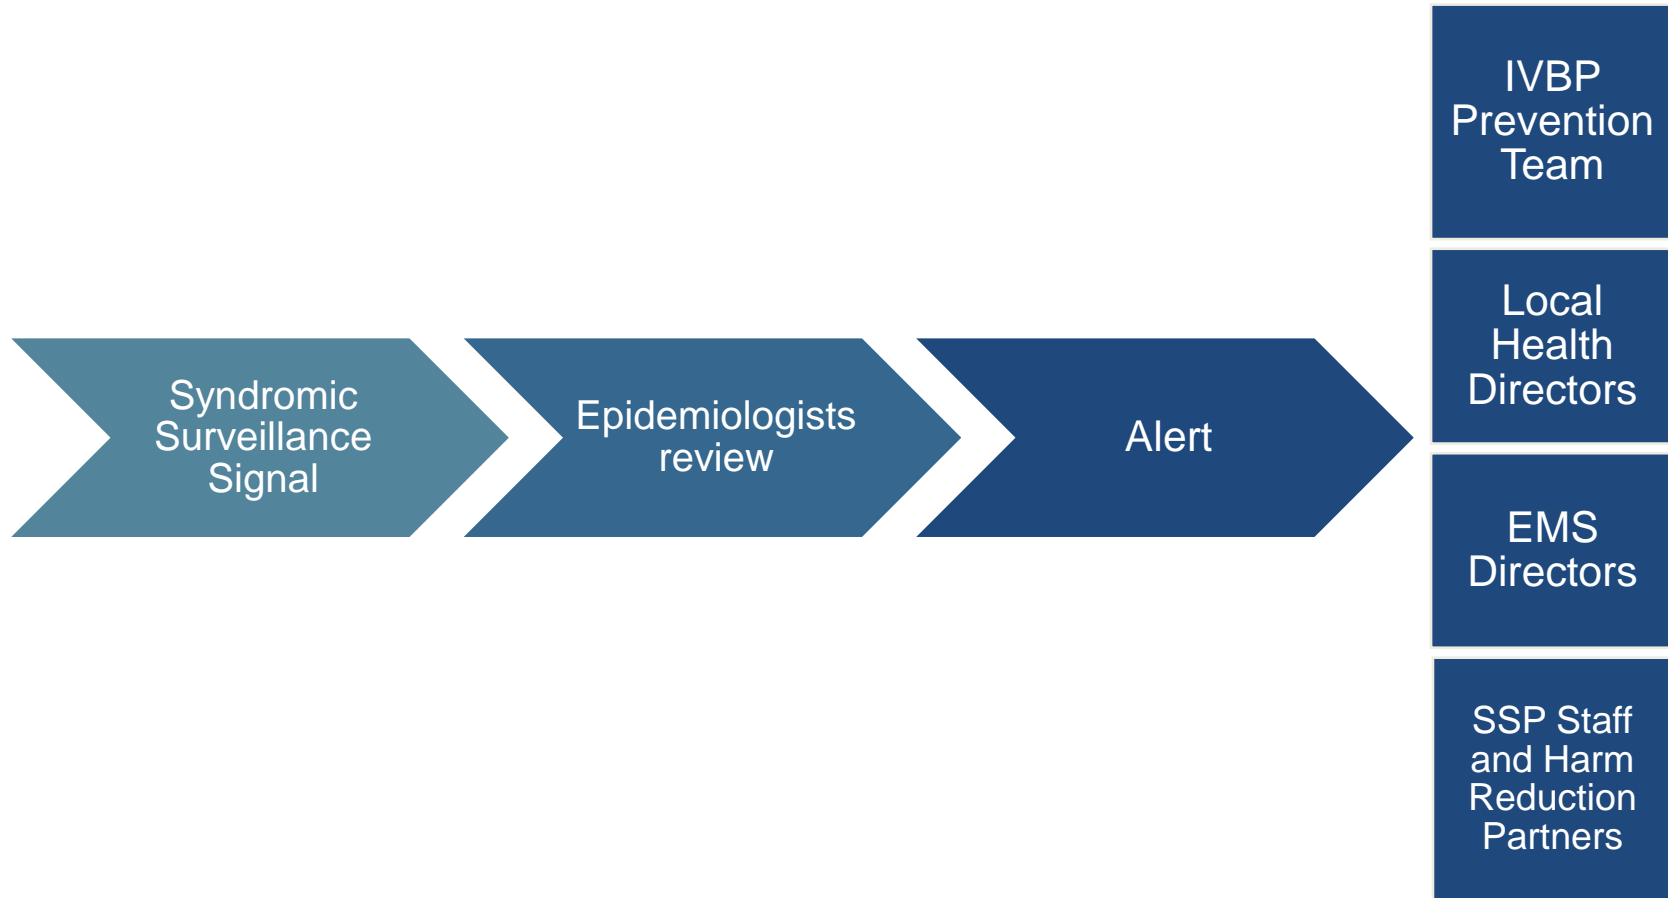 Syndromic
Surveillance
Signal
Epidemiologists
review
Alert
IVBP
Prevention
Team
Local
Health
Directors
EMS
Directors
SSP Staff
and Harm
Reduction
Partners